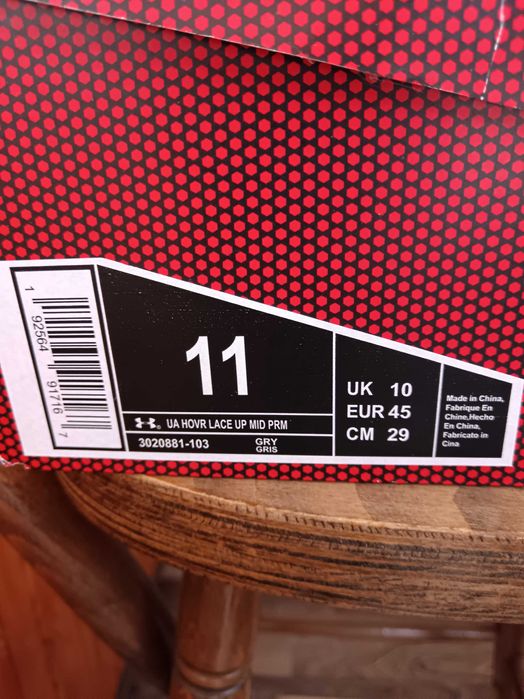 1 92564 91716 7
11
UA HOVR LACE UP MID PRM
3020881-103
GRY
GRIS
UK 10
EUR 45
CM 29
Made in China,
Fabrique En
Chine,Hecho
En China,
Fabricato in
Cina